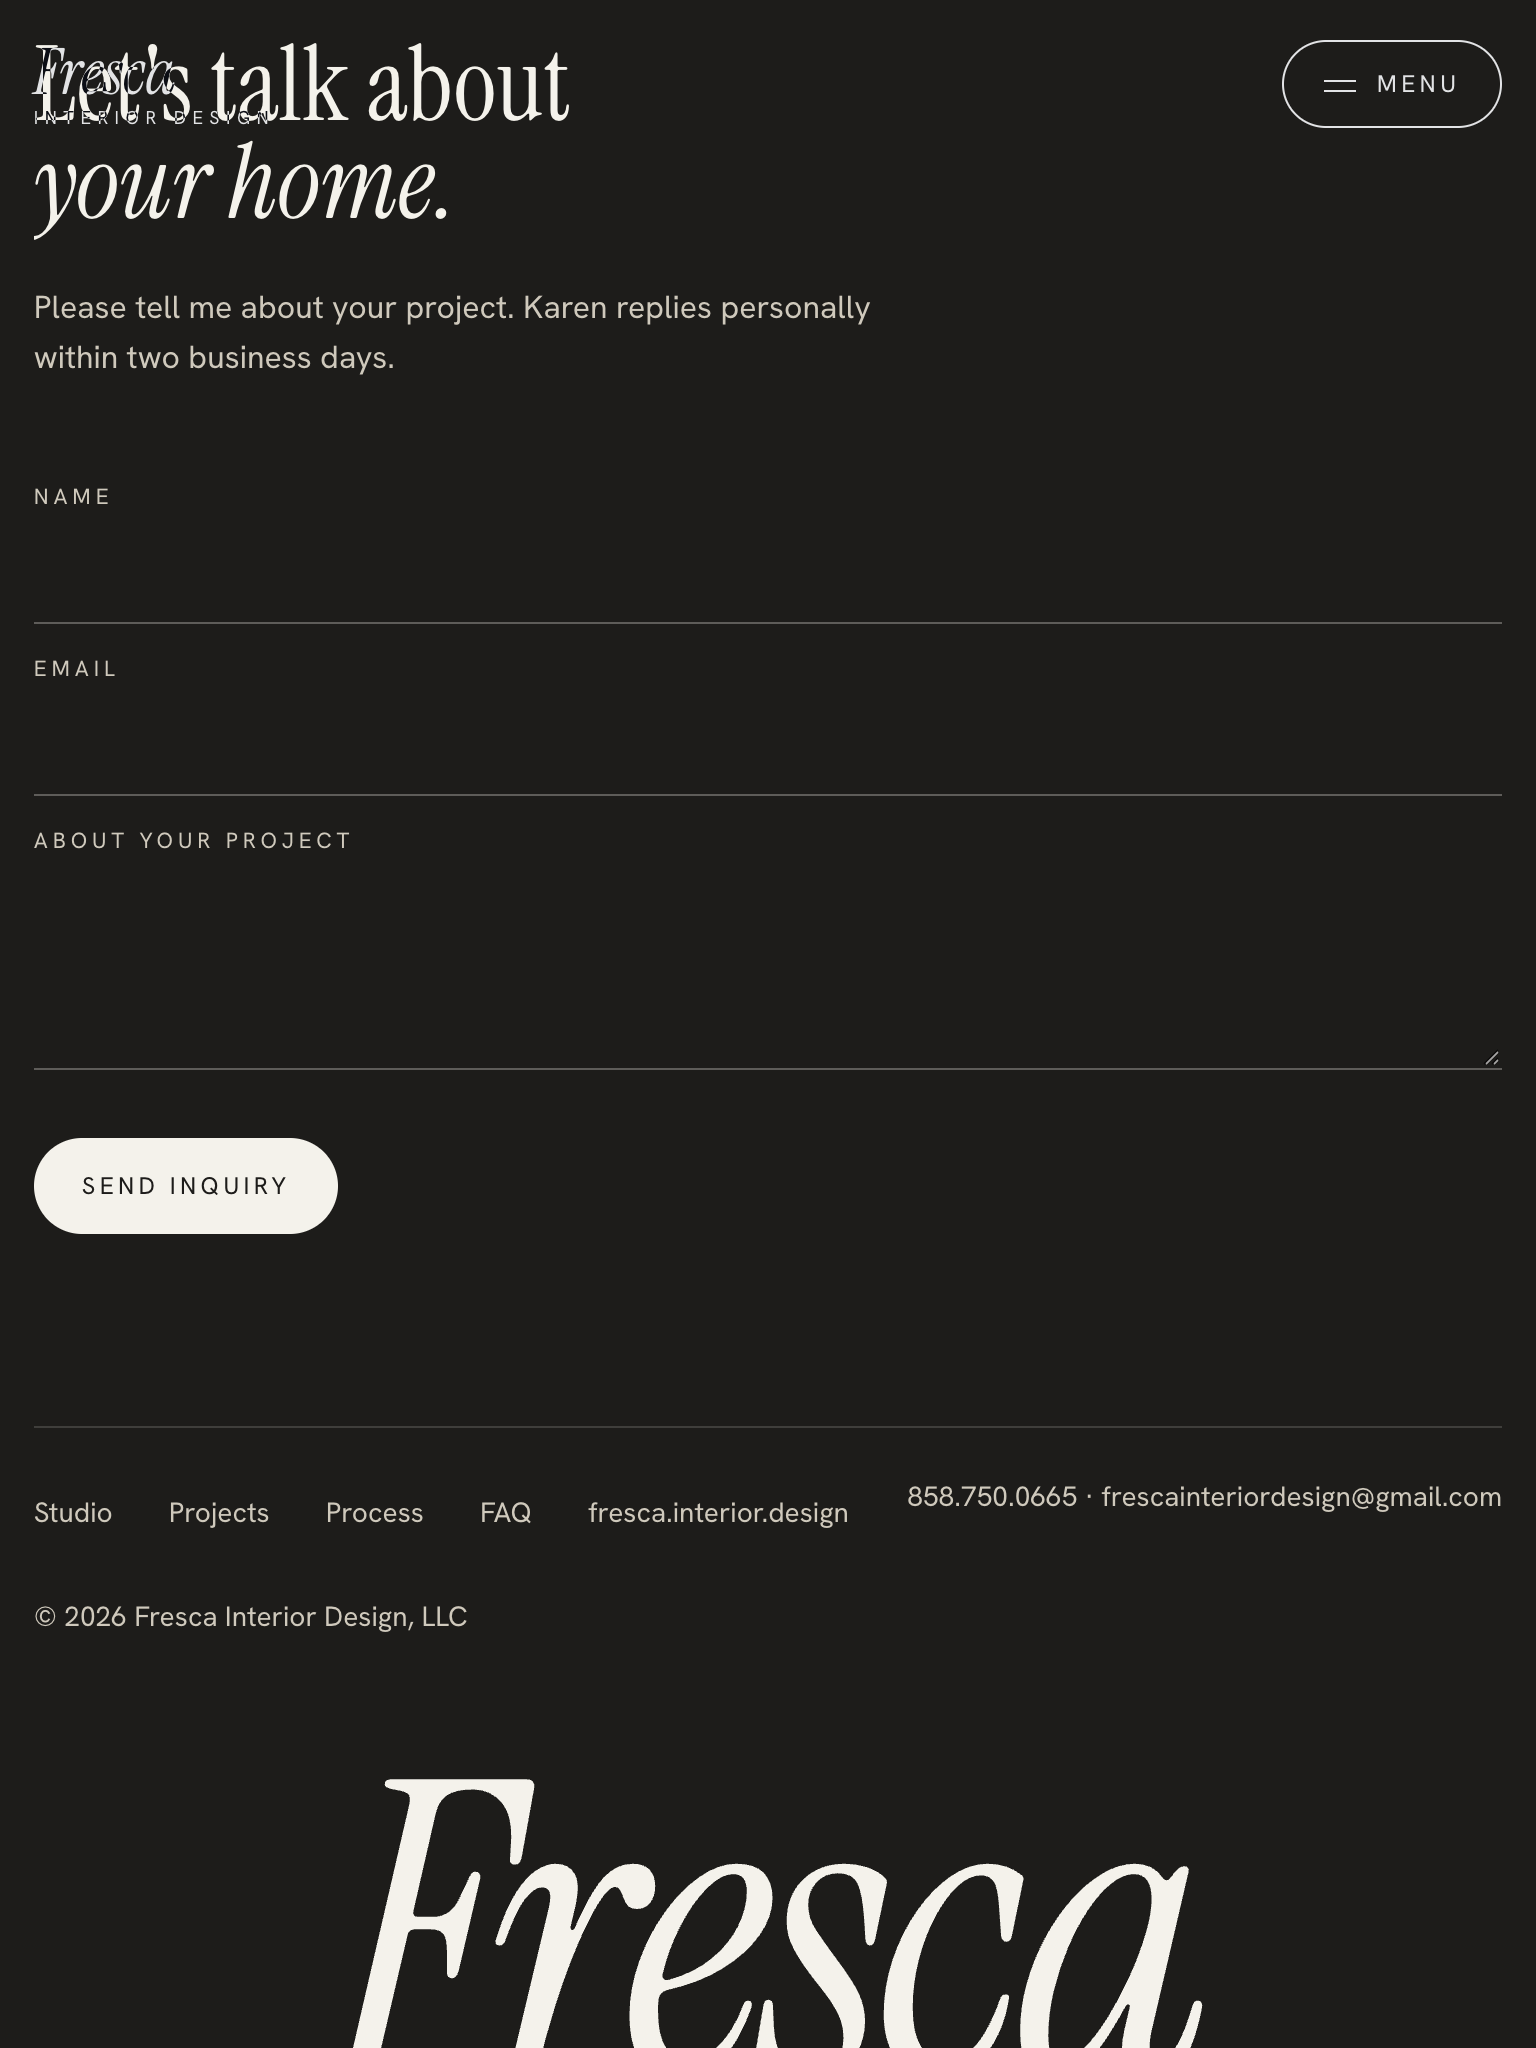 Fresca
INTERIOR DESIGN
MENU
Let's talk about
your home.
Please tell me about your project. Karen replies personally
within two business days.
NAME
EMAIL
ABOUT YOUR PROJECT
SEND INQUIRY
Studio Projects Process FAQ fresca.interior.design
858.750.0665 · frescainteriordesign@gmail.com
© 2026 Fresca Interior Design, LLC
Fresca